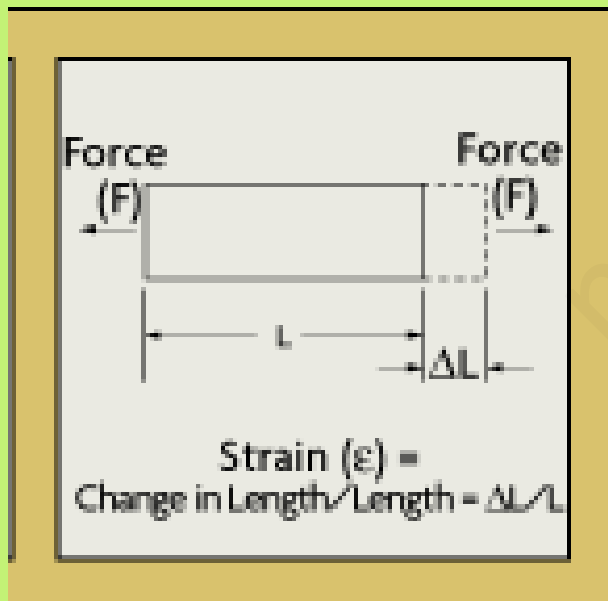 Force Force
(F) (F)
L
ΔL
Strain (ε) =
Change in Length/Length = ΔL/L